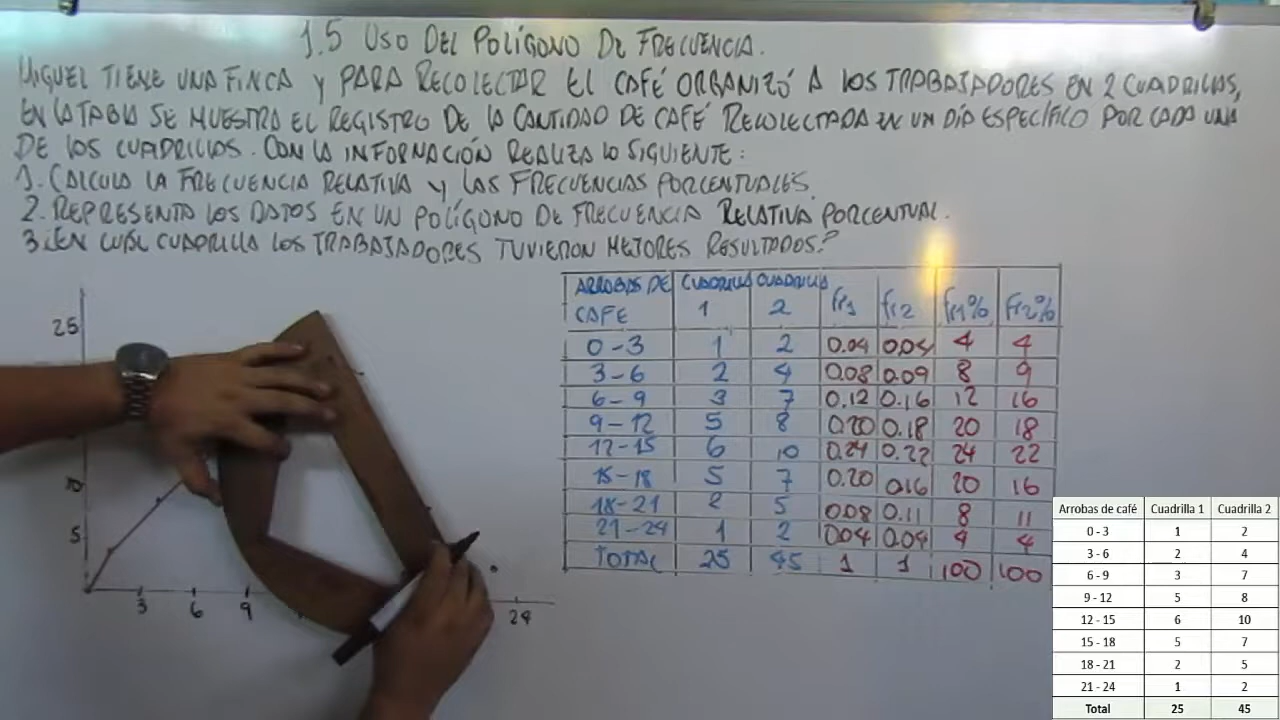 1.5 USO DEL POLÍGONO DE FRECUENCIA.
MIGUEL TIENE UNA FINCA Y PARA RECOLECTAR EL CAFÉ ORGANIZÓ A LOS TRABAJADORES EN 2 CUADRILLAS,
EN LA TABLA SE MUESTRA EL REGISTRO DE LA CANTIDAD DE CAFÉ RECOLECTADA EN UN DÍA ESPECÍFICO POR CADA UNA
DE LAS CUADRILLAS. CON LA INFORMACIÓN REALIZA LO SIGUIENTE:
1. CALCULA LA FRECUENCIA RELATIVA Y LAS FRECUENCIAS PORCENTUALES.
2. REPRESENTA LOS DATOS EN UN POLÍGONO DE FRECUENCIA RELATIVA PORCENTUAL.
3. ¿EN CUÁL CUADRILLA LOS TRABAJADORES TUVIERON MEJORES RESULTADOS?
25
10
5
3 6 9 24
ARROBAS DE CAFE CUADRILLA 1 CUADRILLA 2 fr1 fr2 fr1% fr2%
0-3 1 2 0.04 0.04 4 4
3-6 2 4 0.08 0.09 8 9
6-9 3 7 0.12 0.16 12 16
9-12 5 8 0.20 0.18 20 18
12-15 6 10 0.24 0.22 24 22
15-18 5 7 0.20 0.16 20 16
18-21 2 5 0.08 0.11 8 11
21-24 1 2 0.04 0.04 4 4
TOTAL 25 45 1 1 100 100
Arrobas de café Cuadrilla 1 Cuadrilla 2
0 - 3 1 2
3 - 6 2 4
6 - 9 3 7
9 - 12 5 8
12 - 15 6 10
15 - 18 5 7
18 - 21 2 5
21 - 24 1 2
Total 25 45